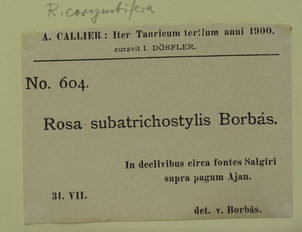 R. corymbifera
A. CALLIER: Iter Tauricum tertium anni 1900.
curavit I. DÖRFLER.
No. 604.
Rosa subatrichostylis Borbás.
In declivibus circa fontes Salgiri
supra pagum Ajan.
31. VII.
det. v. Borbás.